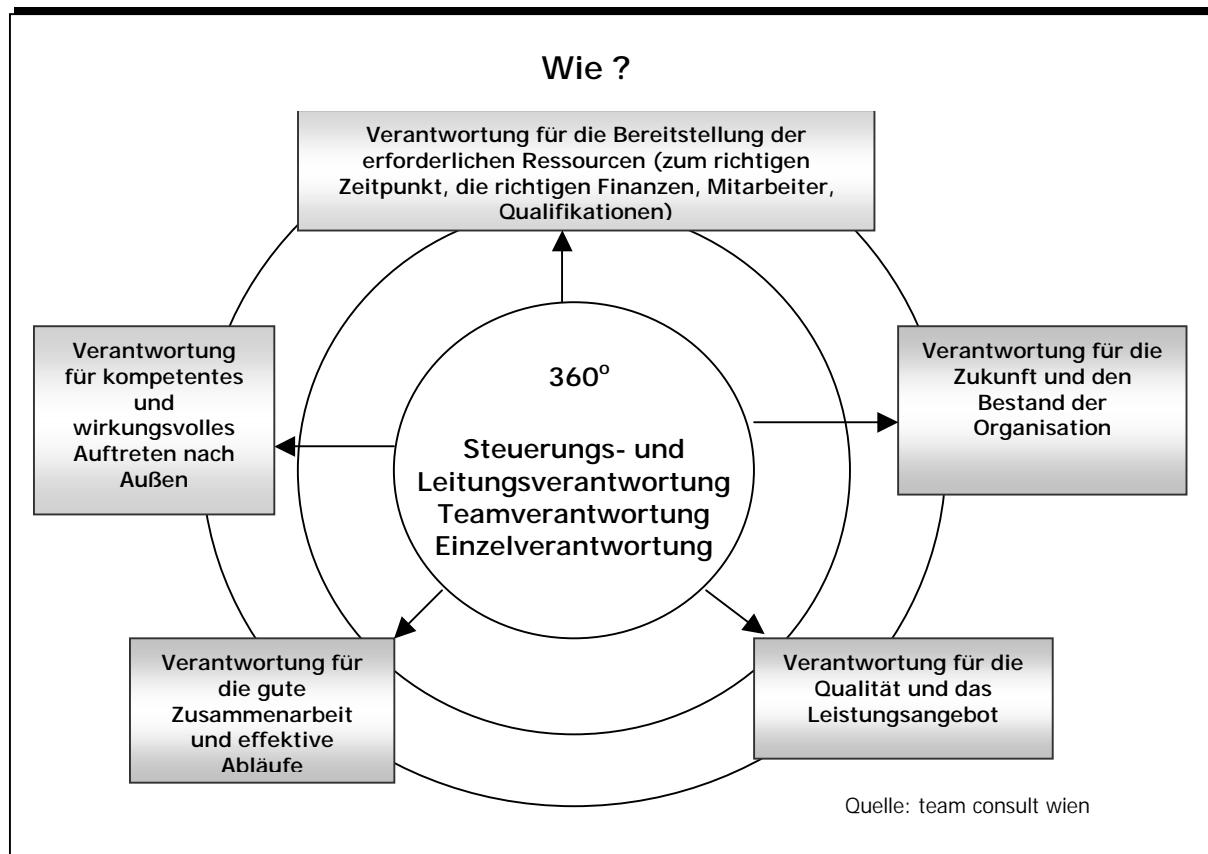 Wie ?
Verantwortung für die Bereitstellung der
erforderlichen Ressourcen (zum richtigen
Zeitpunkt, die richtigen Finanzen, Mitarbeiter,
Qualifikationen)
Verantwortung
für kompetentes
und
wirkungsvolles
Auftreten nach
Außen
360°
Steuerungs- und
Leitungsverantwortung
Teamverantwortung
Einzelverantwortung
Verantwortung für die
Zukunft und den
Bestand der
Organisation
Verantwortung für
die gute
Zusammenarbeit
und effektive
Abläufe
Verantwortung für die
Qualität und das
Leistungsangebot
Quelle: team consult wien